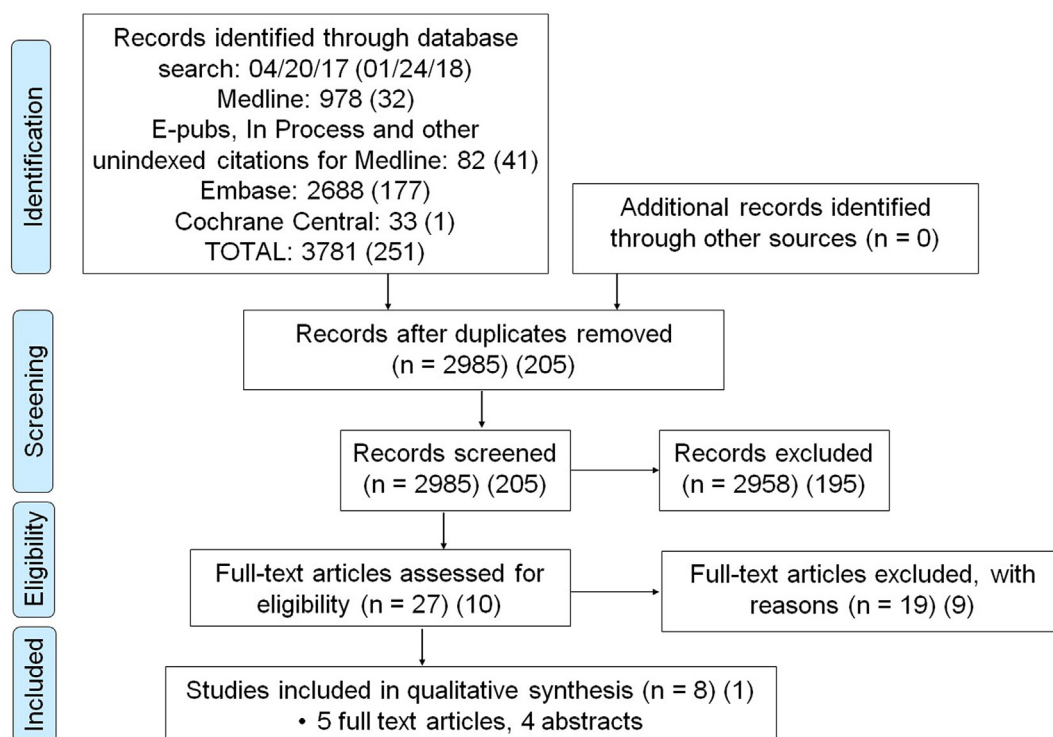 Identification
Records identified through database
search: 04/20/17 (01/24/18)
Medline: 978 (32)
E-pubs, In Process and other
unindexed citations for Medline: 82 (41)
Embase: 2688 (177)
Cochrane Central: 33 (1)
TOTAL: 3781 (251)
Additional records identified
through other sources (n = 0)
Screening
Records after duplicates removed
(n = 2985) (205)
Records screened
(n = 2985) (205)
Records excluded
(n = 2958) (195)
Eligibility
Full-text articles assessed for
eligibility (n = 27) (10)
Full-text articles excluded, with
reasons (n = 19) (9)
Included
Studies included in qualitative synthesis (n = 8) (1)
• 5 full text articles, 4 abstracts